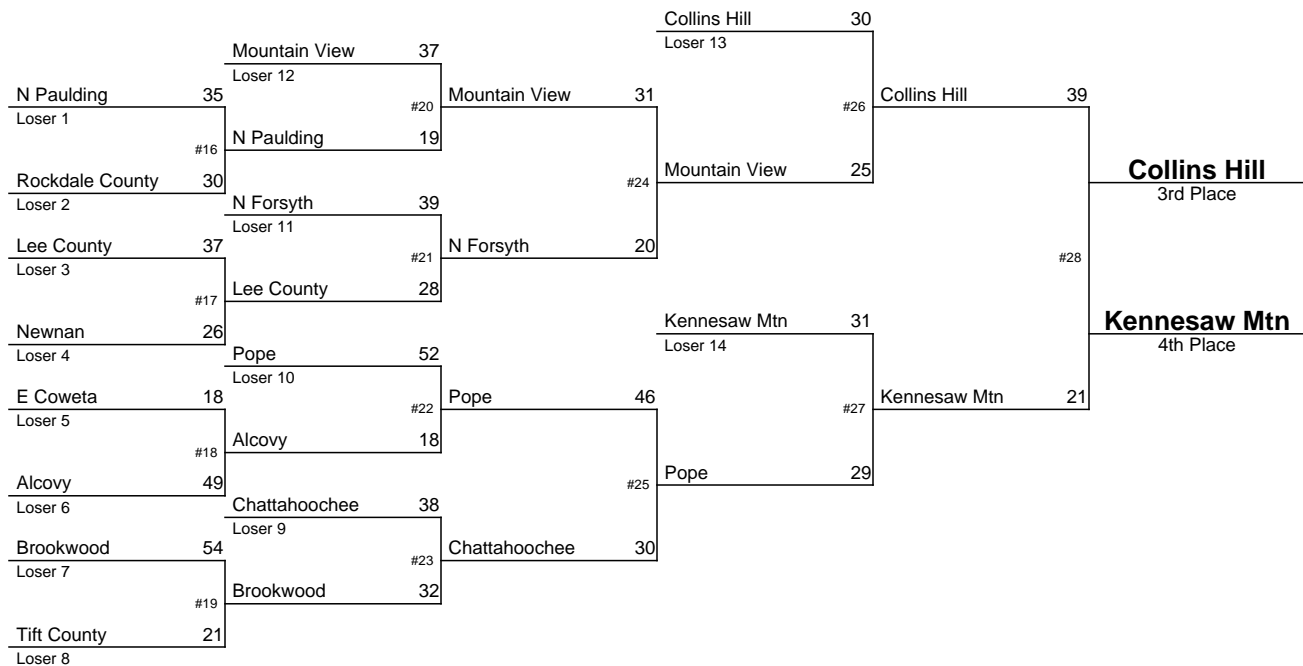 Collins Hill 30
Loser 13
Mountain View 37
Loser 12
N Paulding 35
Loser 1
#20
Mountain View 31
#26
Collins Hill 39
#16
N Paulding 19
Rockdale County 30
Loser 2
#24
Mountain View 25
Collins Hill
3rd Place
N Forsyth 39
Loser 11
Lee County 37
Loser 3
#21
N Forsyth 20
#28
#17
Lee County 28
Newnan 26
Loser 4
Kennesaw Mtn 31
Loser 14
Kennesaw Mtn
4th Place
Pope 52
Loser 10
E Coweta 18
Loser 5
#22
Pope 46
#27
Kennesaw Mtn 21
#18
Alcovy 18
Alcovy 49
Loser 6
#25
Pope 29
Chattahoochee 38
Loser 9
Brookwood 54
Loser 7
#23
Chattahoochee 30
#19
Brookwood 32
Tift County 21
Loser 8